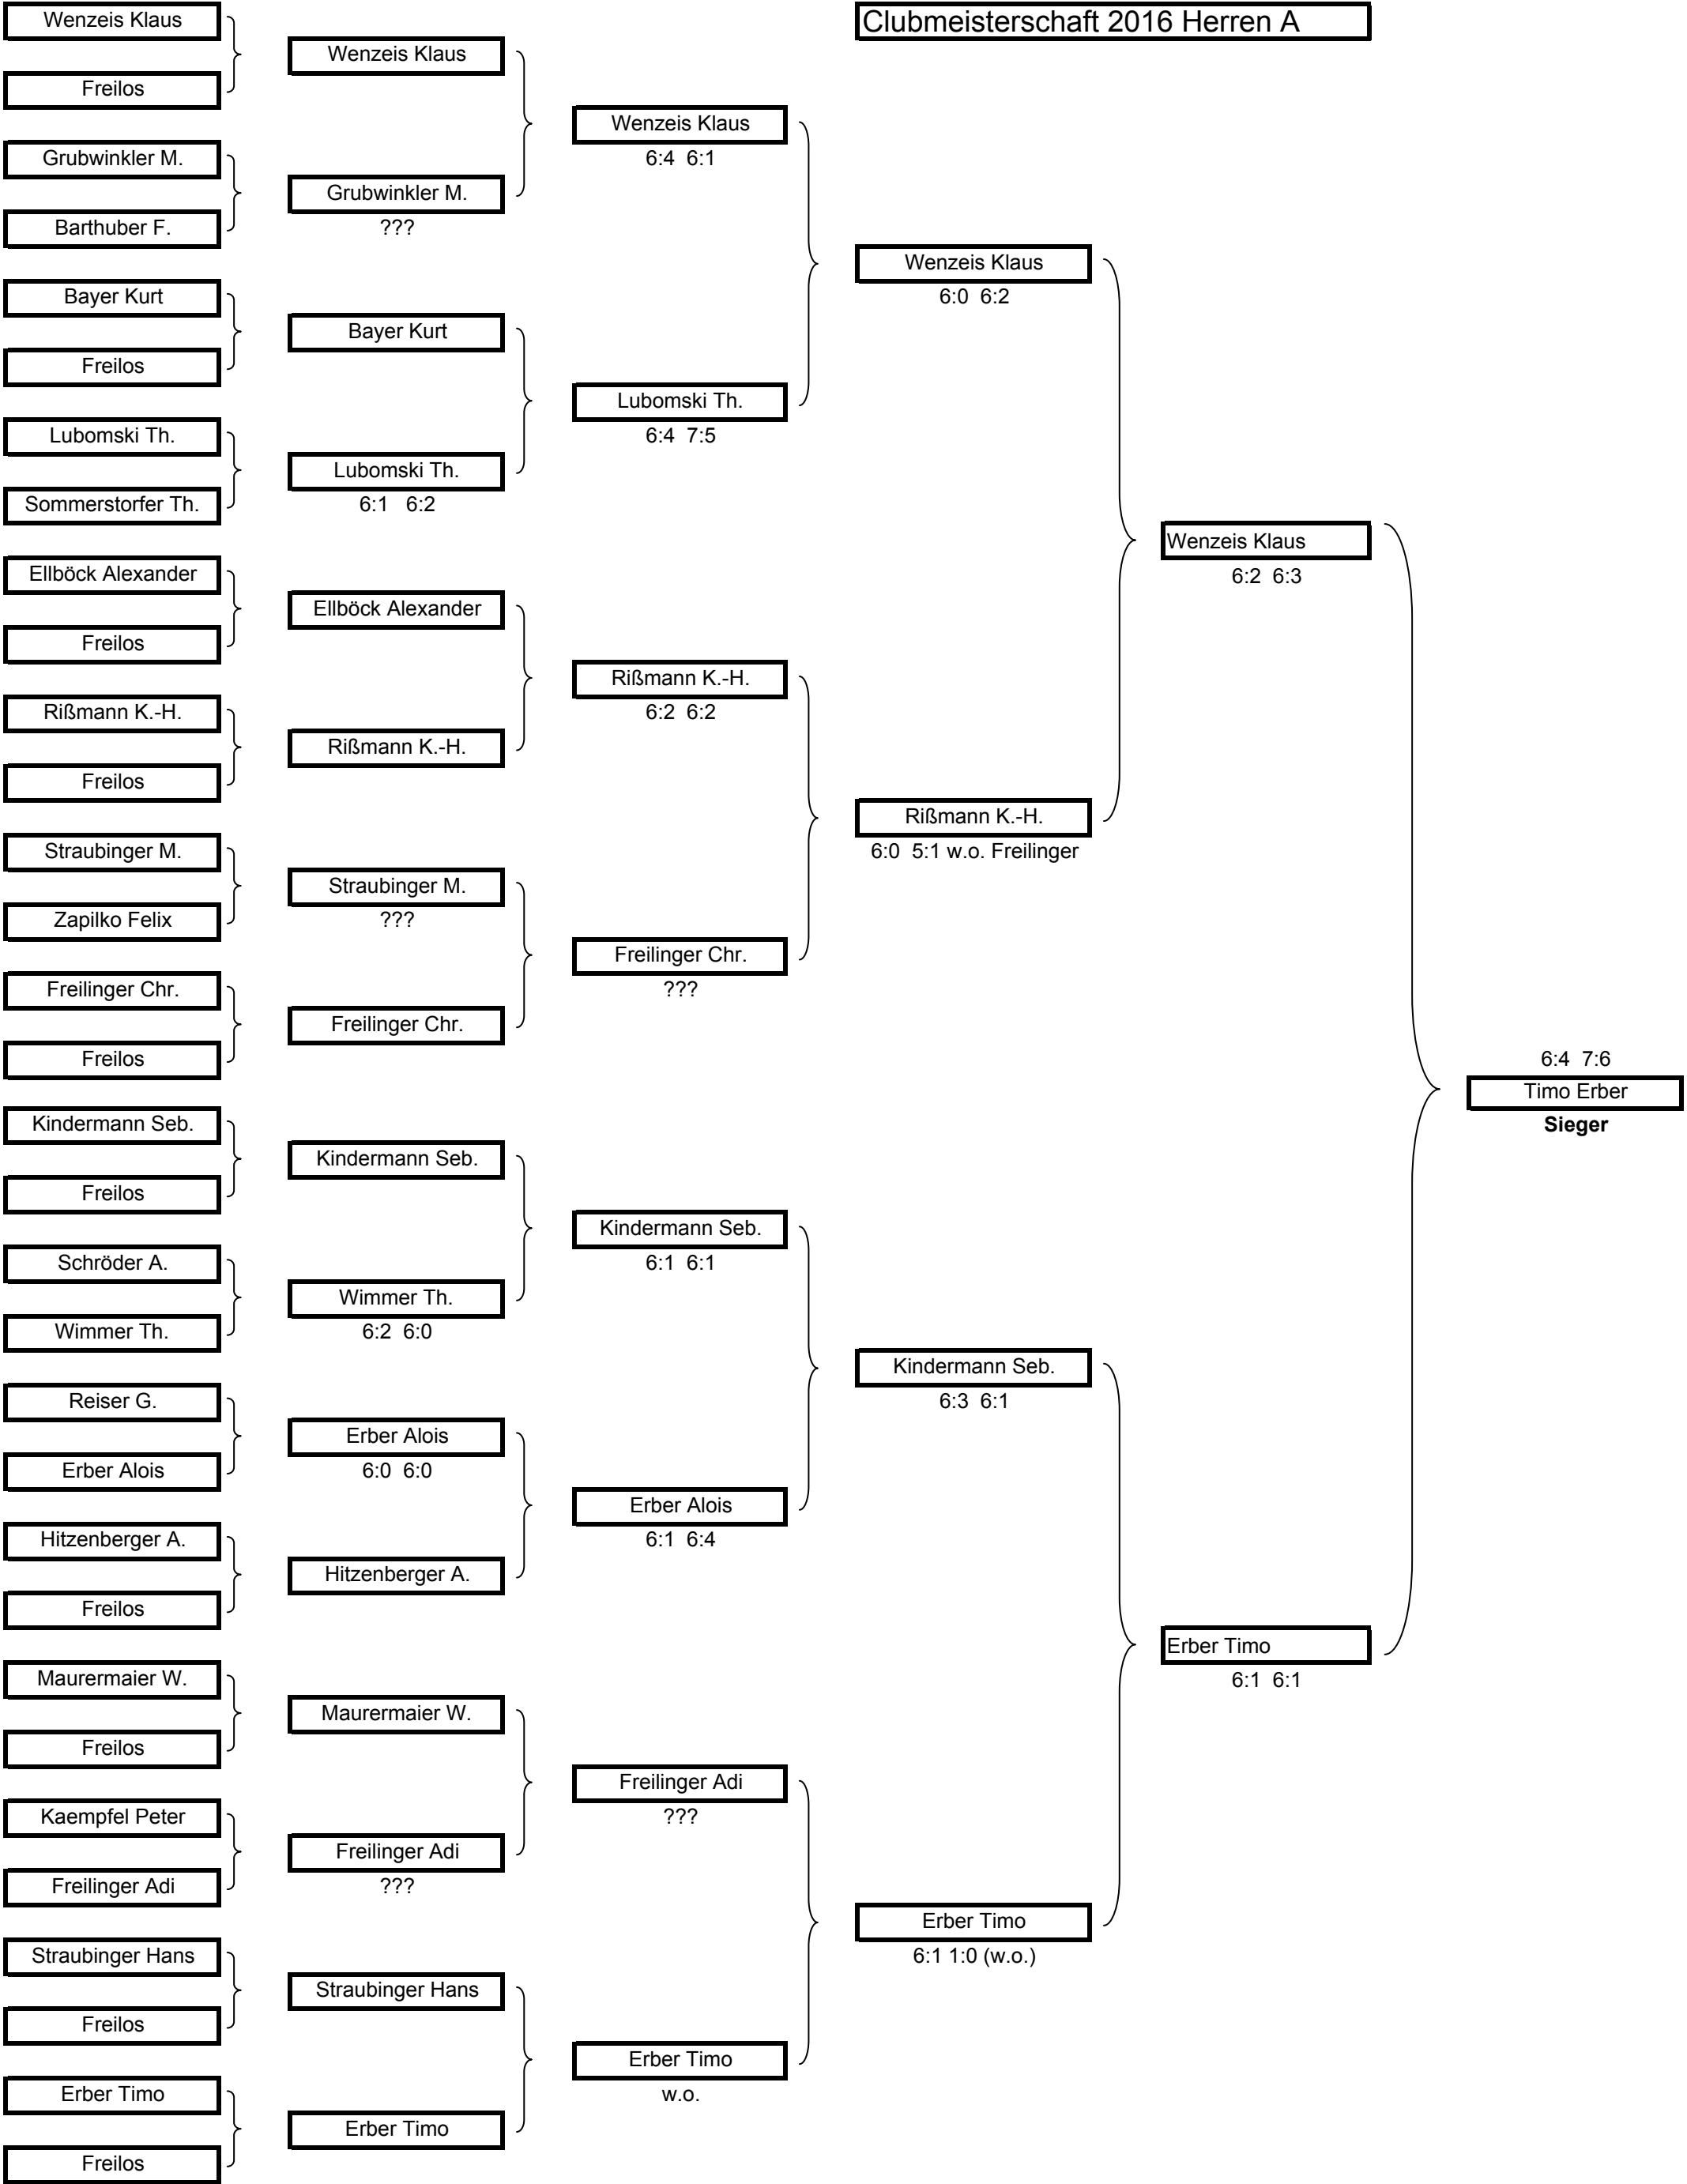 Clubmeisterschaft 2016 Herren A
Wenzeis Klaus
Freilos
Grubwinkler M.
Barthuber F.
Bayer Kurt
Freilos
Lubomski Th.
Sommerstorfer Th.
Ellböck Alexander
Freilos
Rißmann K.-H.
Freilos
Straubinger M.
Zapilko Felix
Freilinger Chr.
Freilos
Kindermann Seb.
Freilos
Schröder A.
Wimmer Th.
Reiser G.
Erber Alois
Hitzenberger A.
Freilos
Maurermaier W.
Freilos
Kaempfel Peter
Freilinger Adi
Straubinger Hans
Freilos
Erber Timo
Freilos
Wenzeis Klaus
Grubwinkler M.
???
Bayer Kurt
Lubomski Th.
6:1 6:2
Ellböck Alexander
Rißmann K.-H.
Straubinger M.
???
Freilinger Chr.
Kindermann Seb.
Wimmer Th.
6:2 6:0
Erber Alois
6:0 6:0
Hitzenberger A.
Maurermaier W.
Freilinger Adi
???
Straubinger Hans
Erber Timo
Wenzeis Klaus
6:4 6:1
Lubomski Th.
6:4 7:5
Rißmann K.-H.
6:2 6:2
Freilinger Chr.
???
Kindermann Seb.
6:1 6:1
Erber Alois
6:1 6:4
Freilinger Adi
???
Erber Timo
w.o.
Wenzeis Klaus
6:0 6:2
Rißmann K.-H.
6:0 5:1 w.o. Freilinger
Kindermann Seb.
6:3 6:1
Erber Timo
6:1 1:0 (w.o.)
Wenzeis Klaus
6:2 6:3
Erber Timo
6:1 6:1
6:4 7:6
Timo Erber
Sieger